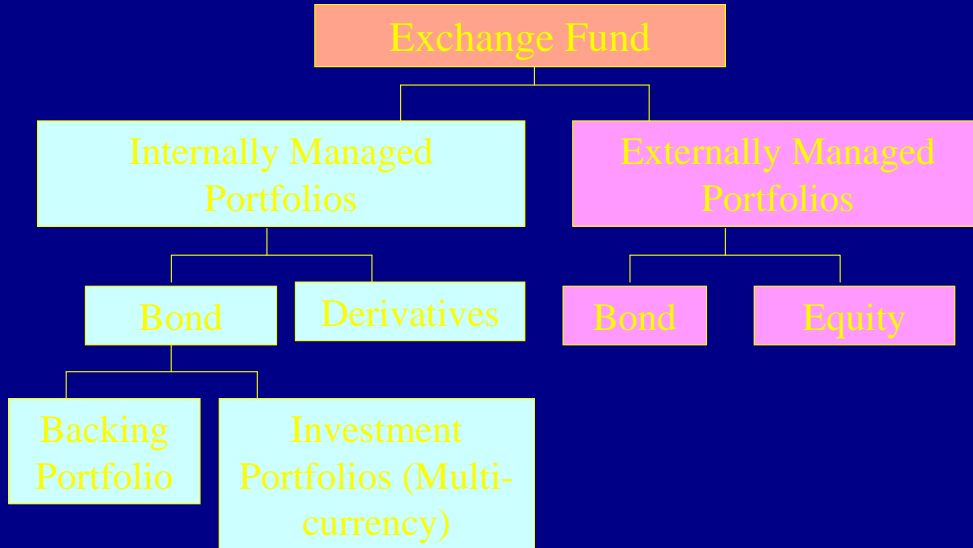 Exchange Fund
Internally Managed
Portfolios
Externally Managed
Portfolios
Bond
Derivatives
Bond
Equity
Backing
Portfolio
Investment
Portfolios (Multi-
currency)